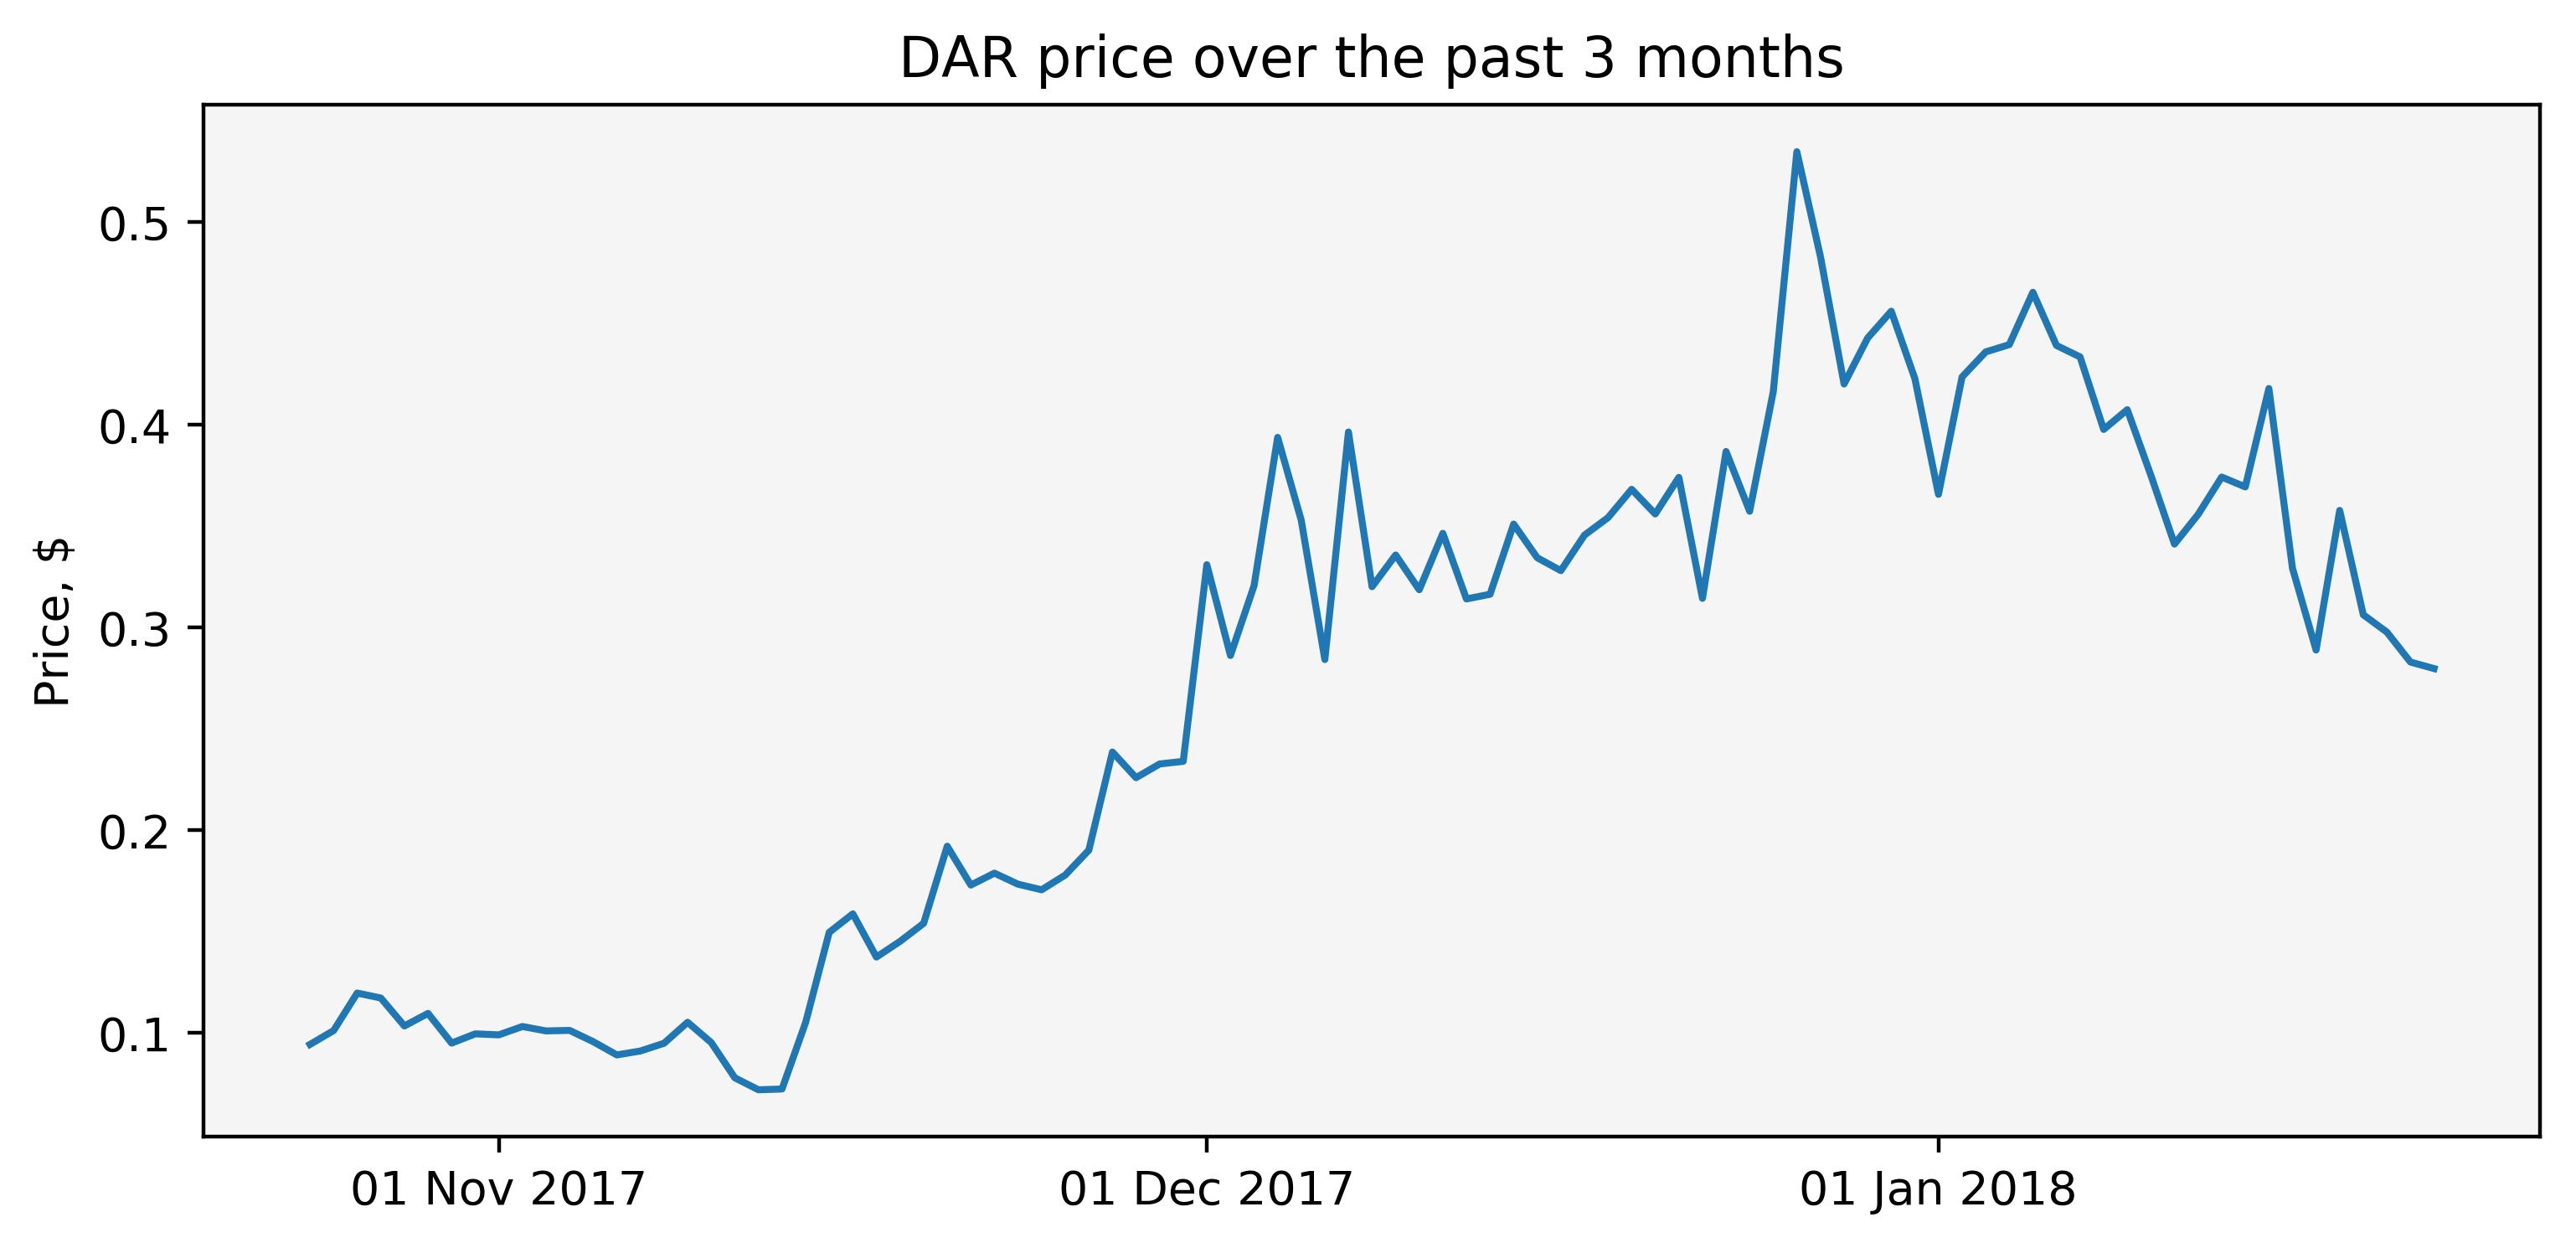 DAR price over the past 3 months
Price, $
0.5
0.4
0.3
0.2
0.1
01 Nov 2017
01 Dec 2017
01 Jan 2018